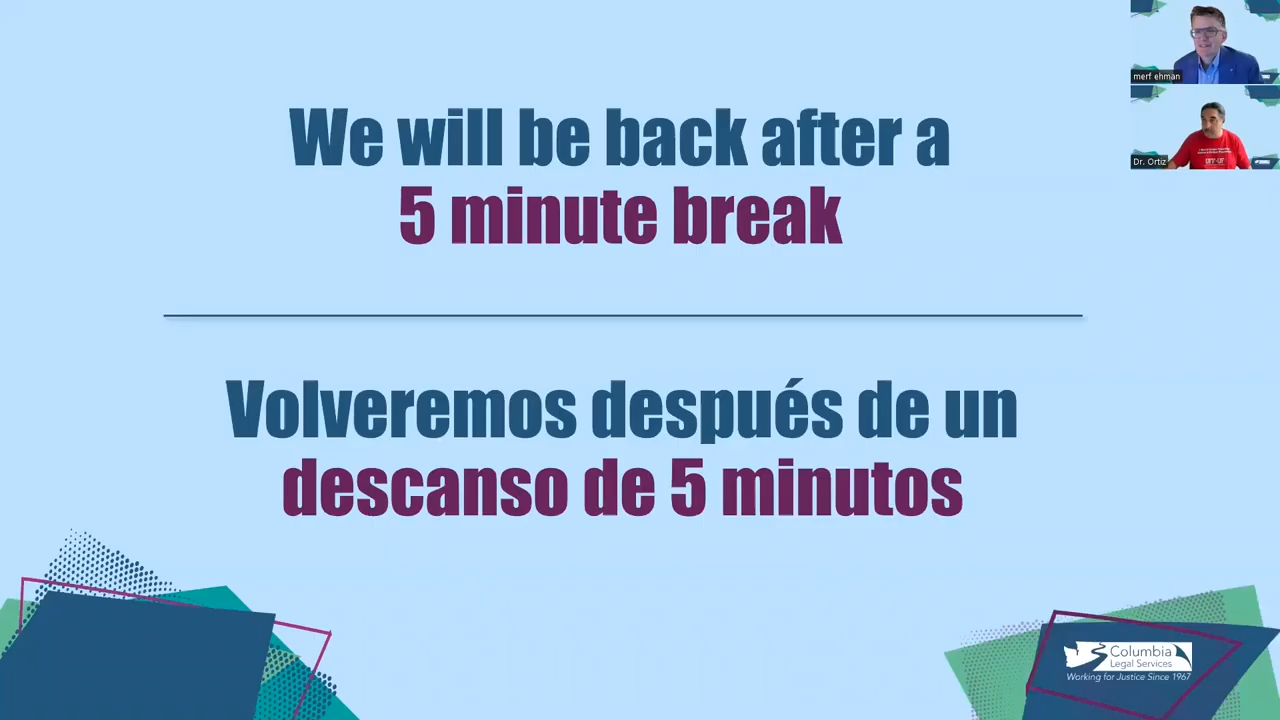 We will be back after a
5 minute break
Volveremos después de un
descanso de 5 minutos
merf ehman
Dr. Ortiz
Columbia
Legal Services
Working for Justice Since 1967